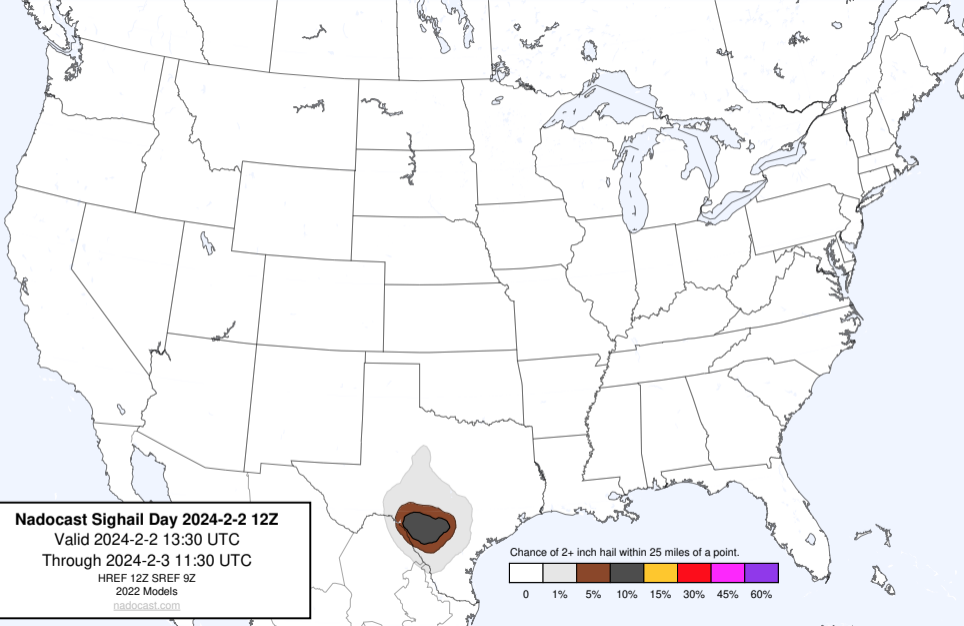 Nadocast Sighail Day 2024-2-2 12Z
Valid 2024-2-2 13:30 UTC
Through 2024-2-3 11:30 UTC
HREF 12Z SREF 9Z
2022 Models
nadocast.com
Chance of 2+ inch hail within 25 miles of a point.
0 1% 5% 10% 15% 30% 45% 60%